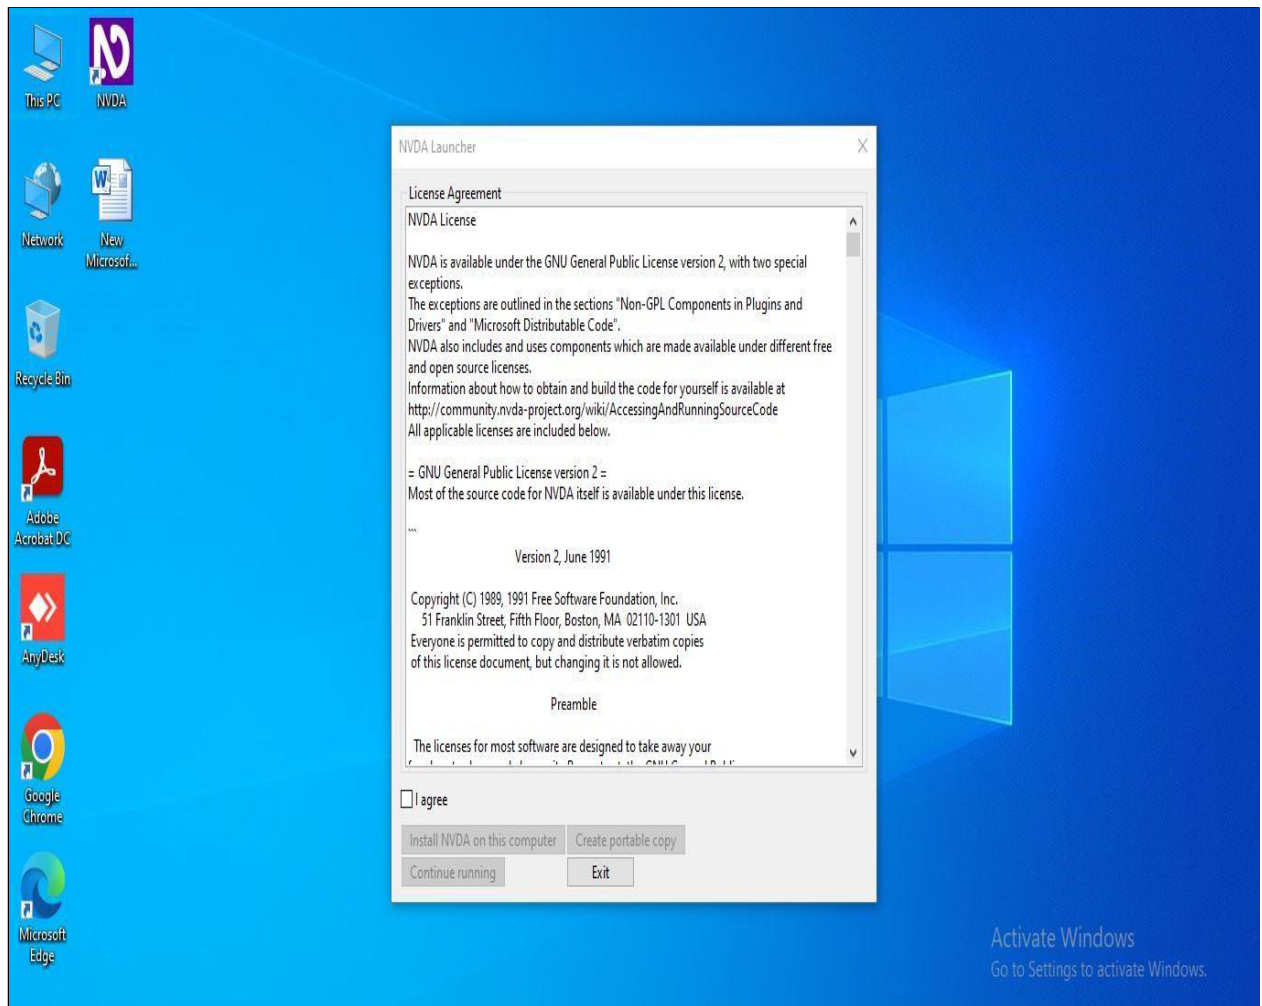 This PC
NVDA
Network
New
Microsof...
Recycle Bin
Adobe
Acrobat DC
AnyDesk
Google
Chrome
Microsoft
Edge
NVDA Launcher
License Agreement
NVDA License
NVDA is available under the GNU General Public License version 2, with two special
exceptions.
The exceptions are outlined in the sections "Non-GPL Components in Plugins and
Drivers" and "Microsoft Distributable Code".
NVDA also includes and uses components which are made available under different free
and open source licenses.
Information about how to obtain and build the code for yourself is available at
http://community.nvda-project.org/wiki/AccessingAndRunningSourceCode
All applicable licenses are included below.
= GNU General Public License version 2 =
Most of the source code for NVDA itself is available under this license.
```
Version 2, June 1991
Copyright (C) 1989, 1991 Free Software Foundation, Inc.
51 Franklin Street, Fifth Floor, Boston, MA 02110-1301 USA
Everyone is permitted to copy and distribute verbatim copies
of this license document, but changing it is not allowed.
Preamble
The licenses for most software are designed to take away your
I agree
Install NVDA on this computer
Create portable copy
Continue running
Exit
Activate Windows
Go to Settings to activate Windows.